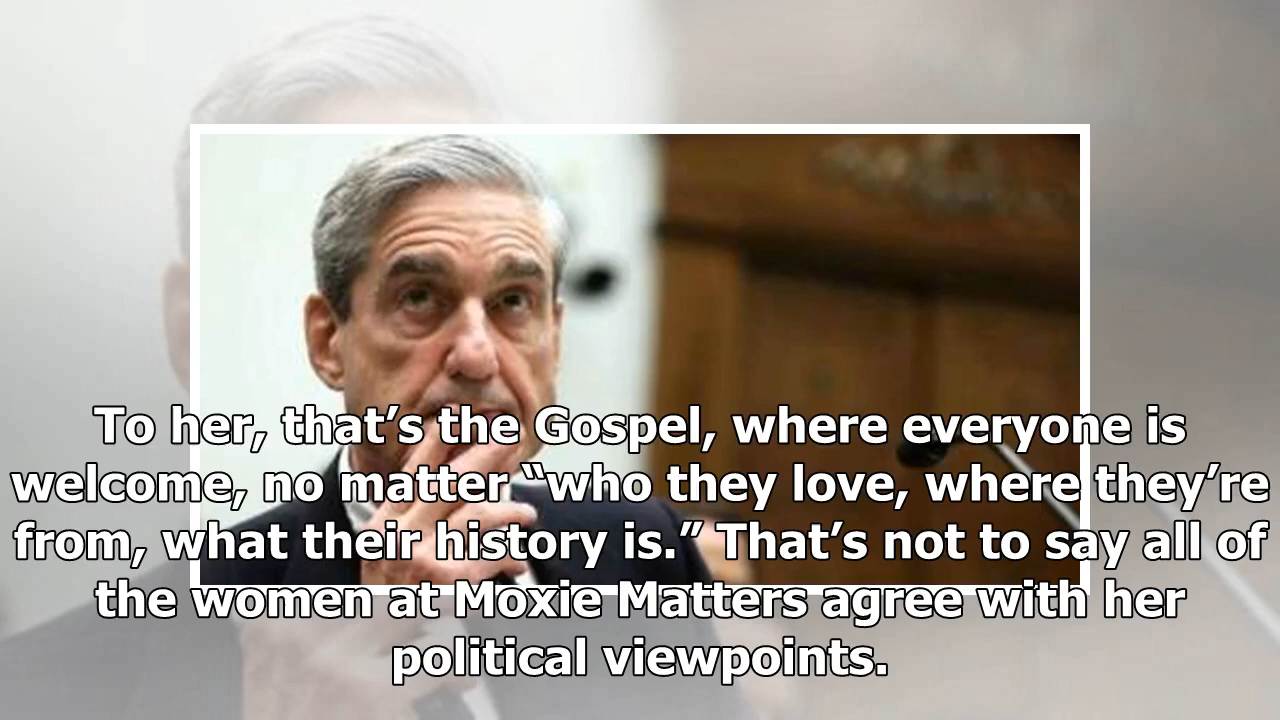 To her, that’s the Gospel, where everyone is
welcome, no matter “who they love, where they’re
from, what their history is.” That’s not to say all of
the women at Moxie Matters agree with her
political viewpoints.